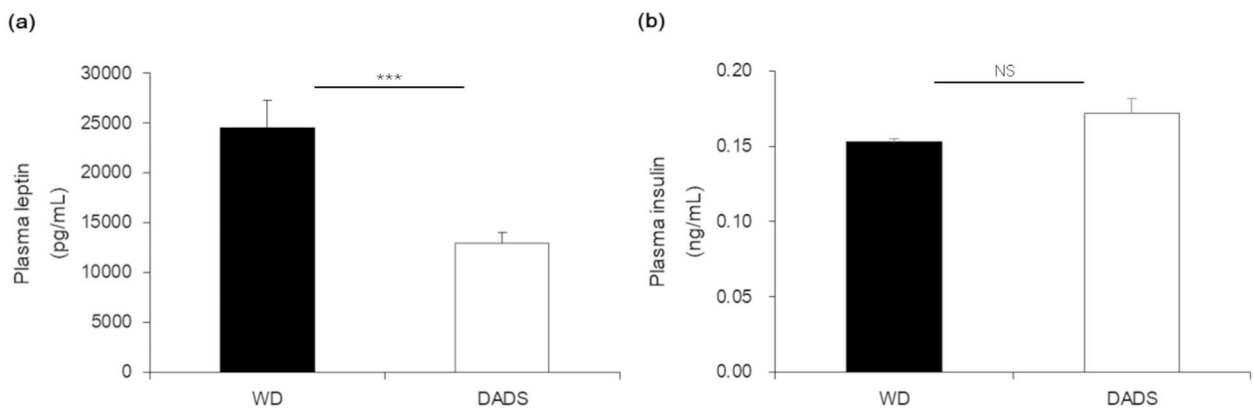 (a)
Plasma leptin
(pg/mL)
30000
25000
20000
15000
10000
5000
0
***
WD
DADS
(b)
Plasma insulin
(ng/mL)
0.20
0.15
0.10
0.05
0.00
NS
WD
DADS